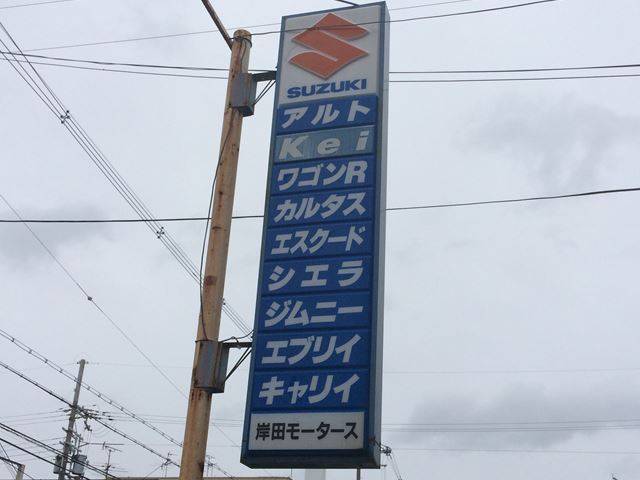 SUZUKI
アルト
Kei
ワゴンR
カルタス
エスクード
シエラ
ジムニー
エブリイ
キャリイ
岸田モータース